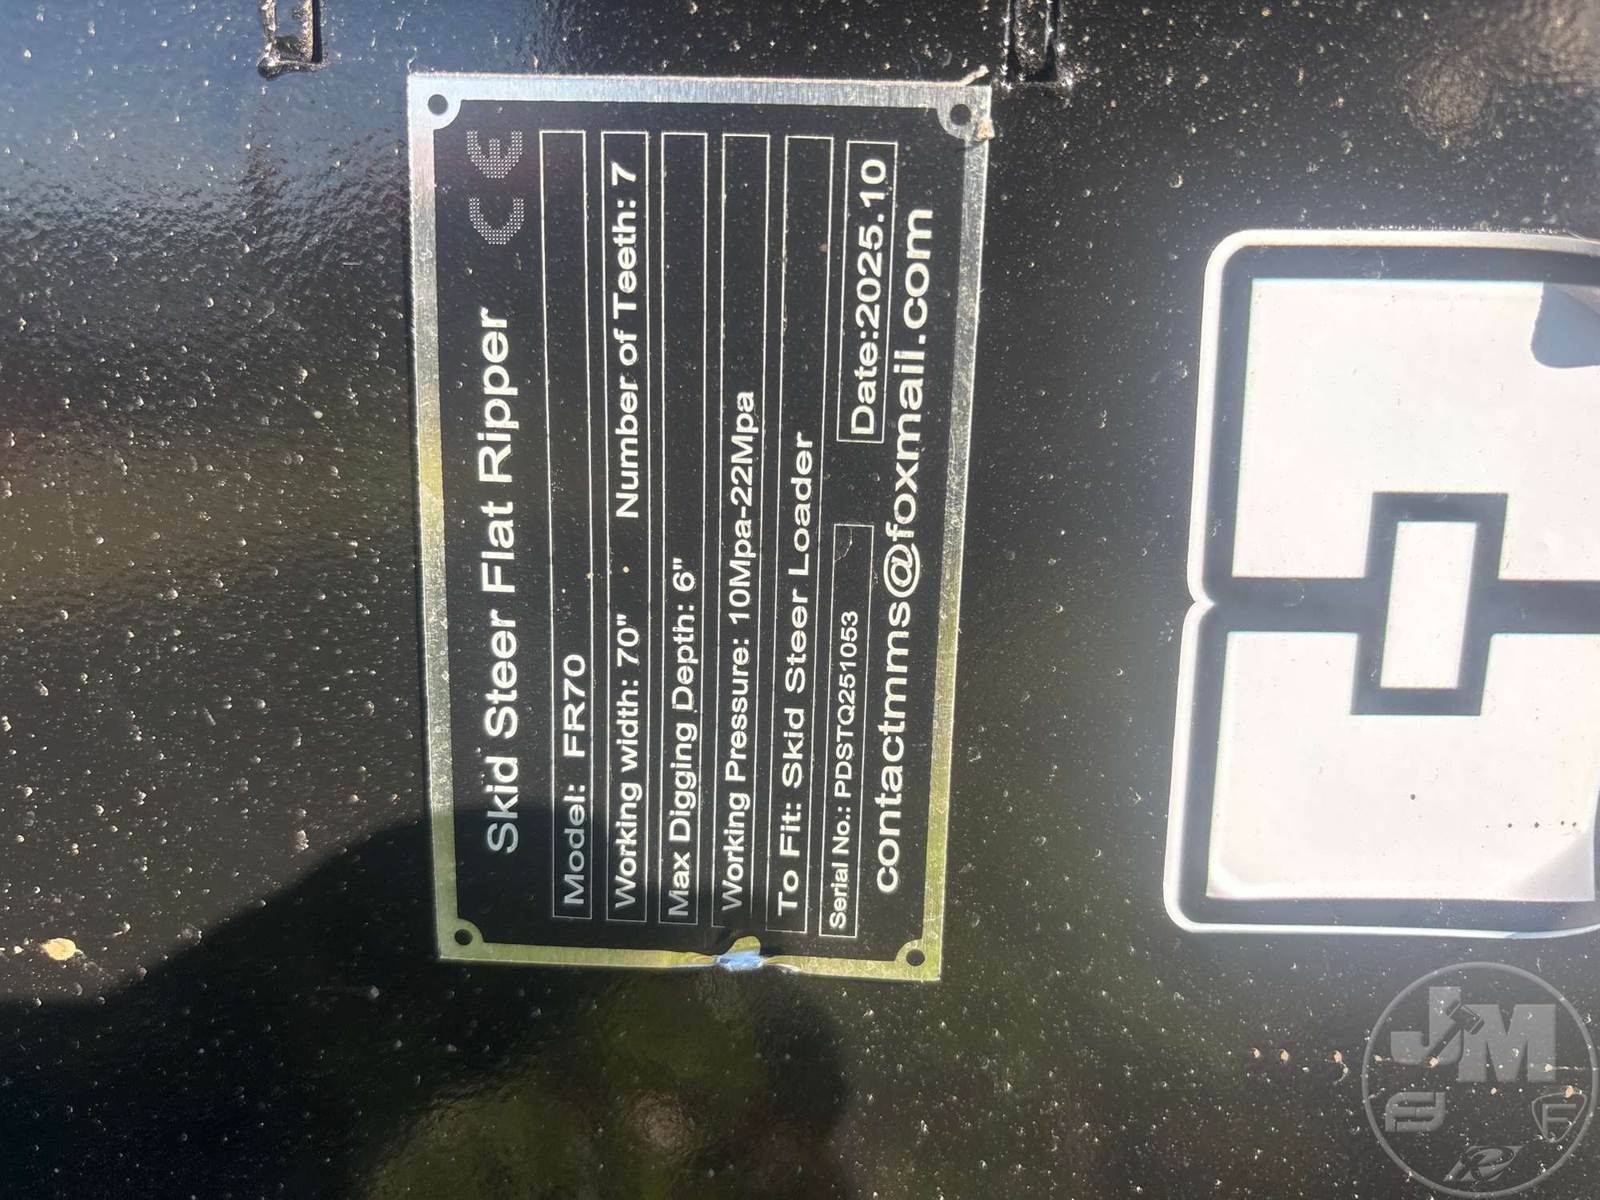 Skid Steer Flat Ripper CE
Model: FR70
Working width: 70" Number of Teeth: 7
Max Digging Depth: 6"
Working Pressure: 10Mpa-22Mpa
To Fit: Skid Steer Loader
Serial No.: PDSTQ251053 Date:2025.10
contactmms@foxmail.com
JM